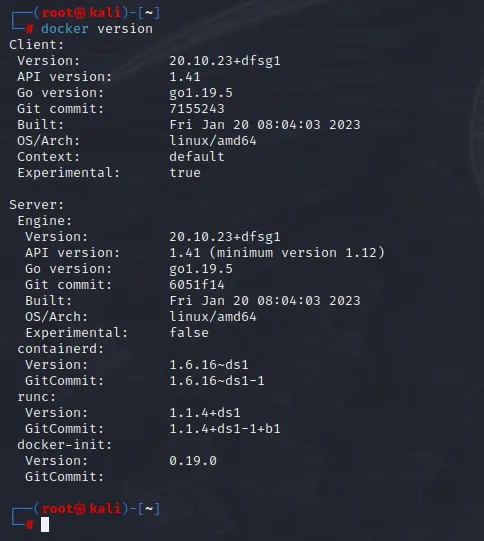 ┌──(root㉿kali)-[~]
└─# docker version
Client:
 Version:           20.10.23+dfsg1
 API version:       1.41
 Go version:        go1.19.5
 Git commit:        7155243
 Built:             Fri Jan 20 08:04:03 2023
 OS/Arch:           linux/amd64
 Context:           default
 Experimental:      true

Server:
 Engine:
  Version:          20.10.23+dfsg1
  API version:      1.41 (minimum version 1.12)
  Go version:       go1.19.5
  Git commit:       6051f14
  Built:            Fri Jan 20 08:04:03 2023
  OS/Arch:          linux/amd64
  Experimental:     false
 containerd:
  Version:          1.6.16~ds1
  GitCommit:        1.6.16~ds1-1
 runc:
  Version:          1.1.4+ds1
  GitCommit:        1.1.4+ds1-1+b1
 docker-init:
  Version:          0.19.0
  GitCommit:

┌──(root㉿kali)-[~]
└─#